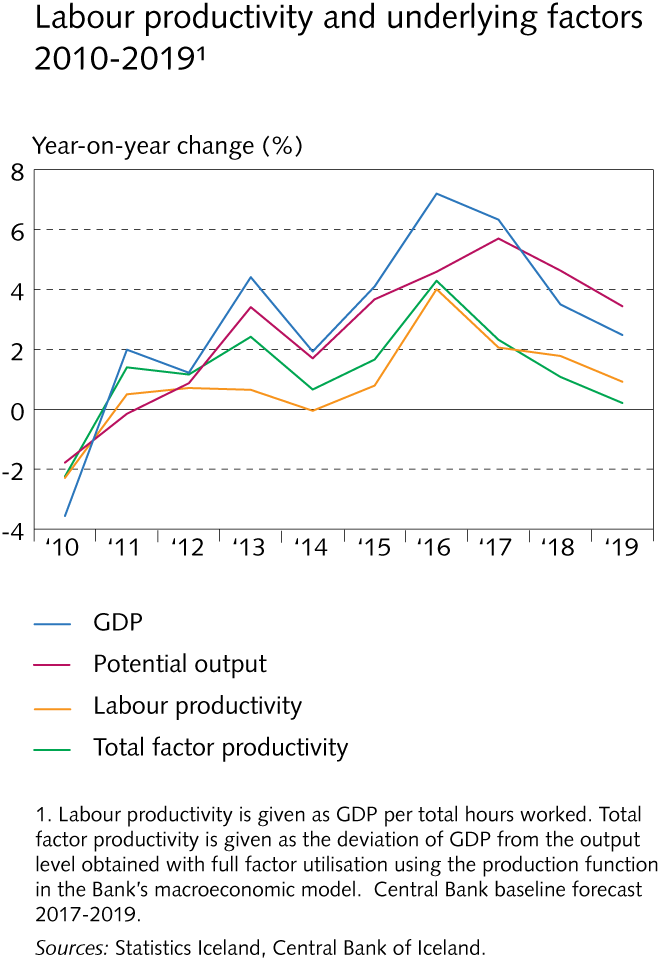 Labour productivity and underlying factors
2010-2019¹
Year-on-year change (%)
8
6
4
2
0
-2
-4
‘10 ‘11 ‘12 ‘13 ‘14 ‘15 ‘16 ‘17 ‘18 ‘19
GDP
Potential output
Labour productivity
Total factor productivity
1. Labour productivity is given as GDP per total hours worked. Total
factor productivity is given as the deviation of GDP from the output
level obtained with full factor utilisation using the production function
in the Bank’s macroeconomic model.  Central Bank baseline forecast
2017-2019.
Sources: Statistics Iceland, Central Bank of Iceland.